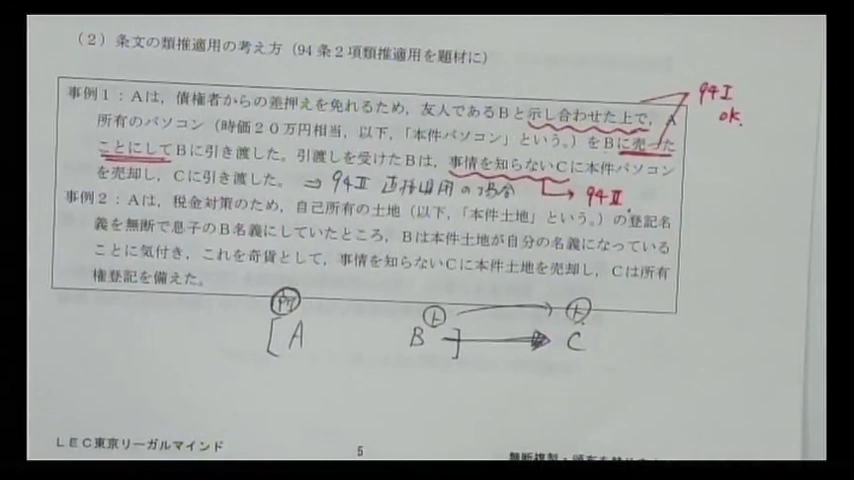 （２）条文の類推適用の考え方（94条２項類推適用を題材に）
事例１：Ａは，債権者からの差押えを免れるため，友人であるＢと示し合わせた上で，Ａ
所有のパソコン（時価２０万円相当，以下，「本件パソコン」という。）をＢに売った
ことにしてＢに引き渡した。引渡しを受けたＢは，事情を知らないＣに本件パソコン
を売却し，Ｃに引き渡した。
⇒ 94Ⅱ 直接適用の場合
94Ⅰ
ok.
94Ⅱ.
事例２：Ａは，税金対策のため，自己所有の土地（以下，「本件土地」という。）の登記名
義を無断で息子のＢ名義にしていたところ，Ｂは本件土地が自分の名義になっている
ことに気付き，これを奇貨として，事情を知らないＣに本件土地を売却し，Ｃは所有
権登記を備えた。
A B C
ＬＥＣ東京リーガルマインド
5